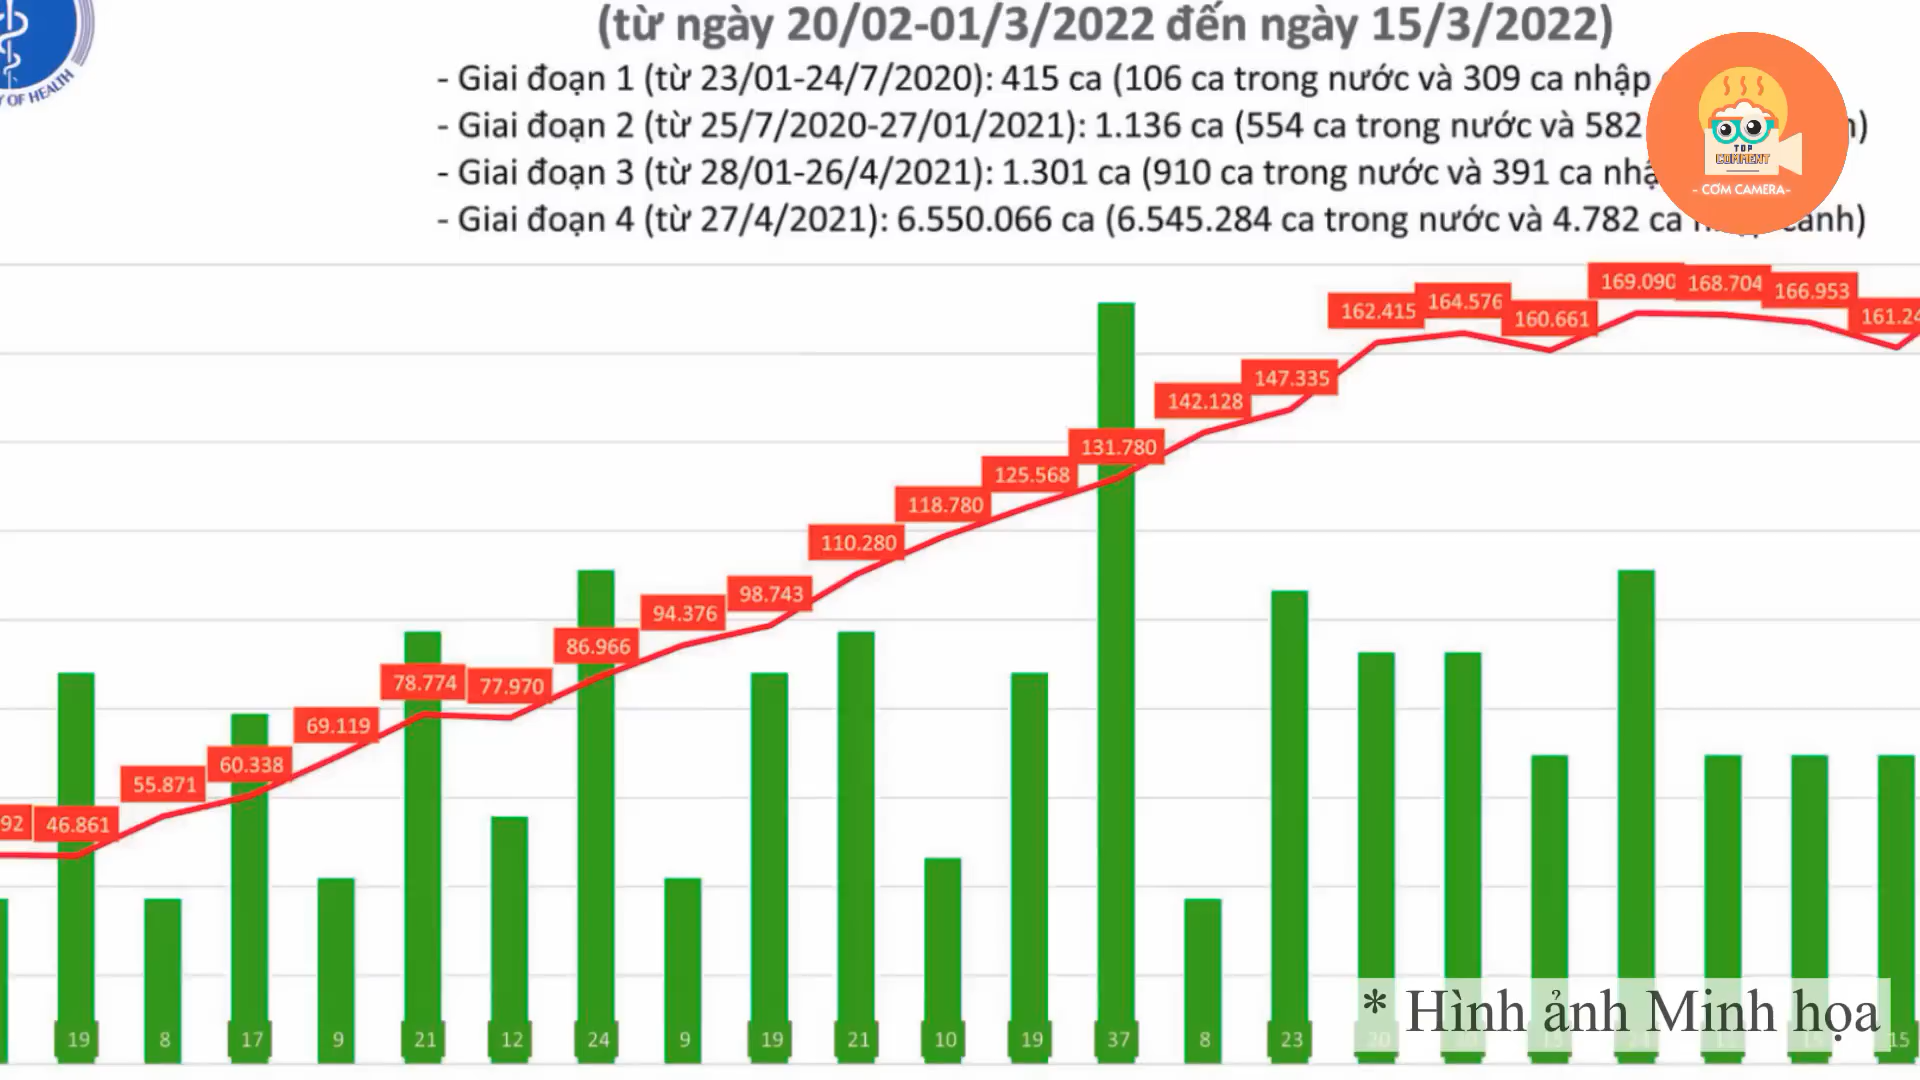 (từ ngày 20/02-01/3/2022 đến ngày 15/3/2022)
- Giai đoạn 1 (từ 23/01-24/7/2020): 415 ca (106 ca trong nước và 309 ca nhập
- Giai đoạn 2 (từ 25/7/2020-27/01/2021): 1.136 ca (554 ca trong nước và 582
- Giai đoạn 3 (từ 28/01-26/4/2021): 1.301 ca (910 ca trong nước và 391 ca nhậ
- Giai đoạn 4 (từ 27/4/2021): 6.550.066 ca (6.545.284 ca trong nước và 4.782 ca cảnh)
OF HEALTH
TOP
COMMENT
- CƠM CAMERA-
92 46.861 55.871 60.338 69.119 78.774 77.970 86.966 94.376 98.743 110.280 118.780 125.568 131.780 142.128 147.335 162.415 164.576 160.661 169.090 168.704 166.953 161.24
19 8 17 9 21 12 24 9 19 21 10 19 37 8 23 20 15
* Hình ảnh Minh họa